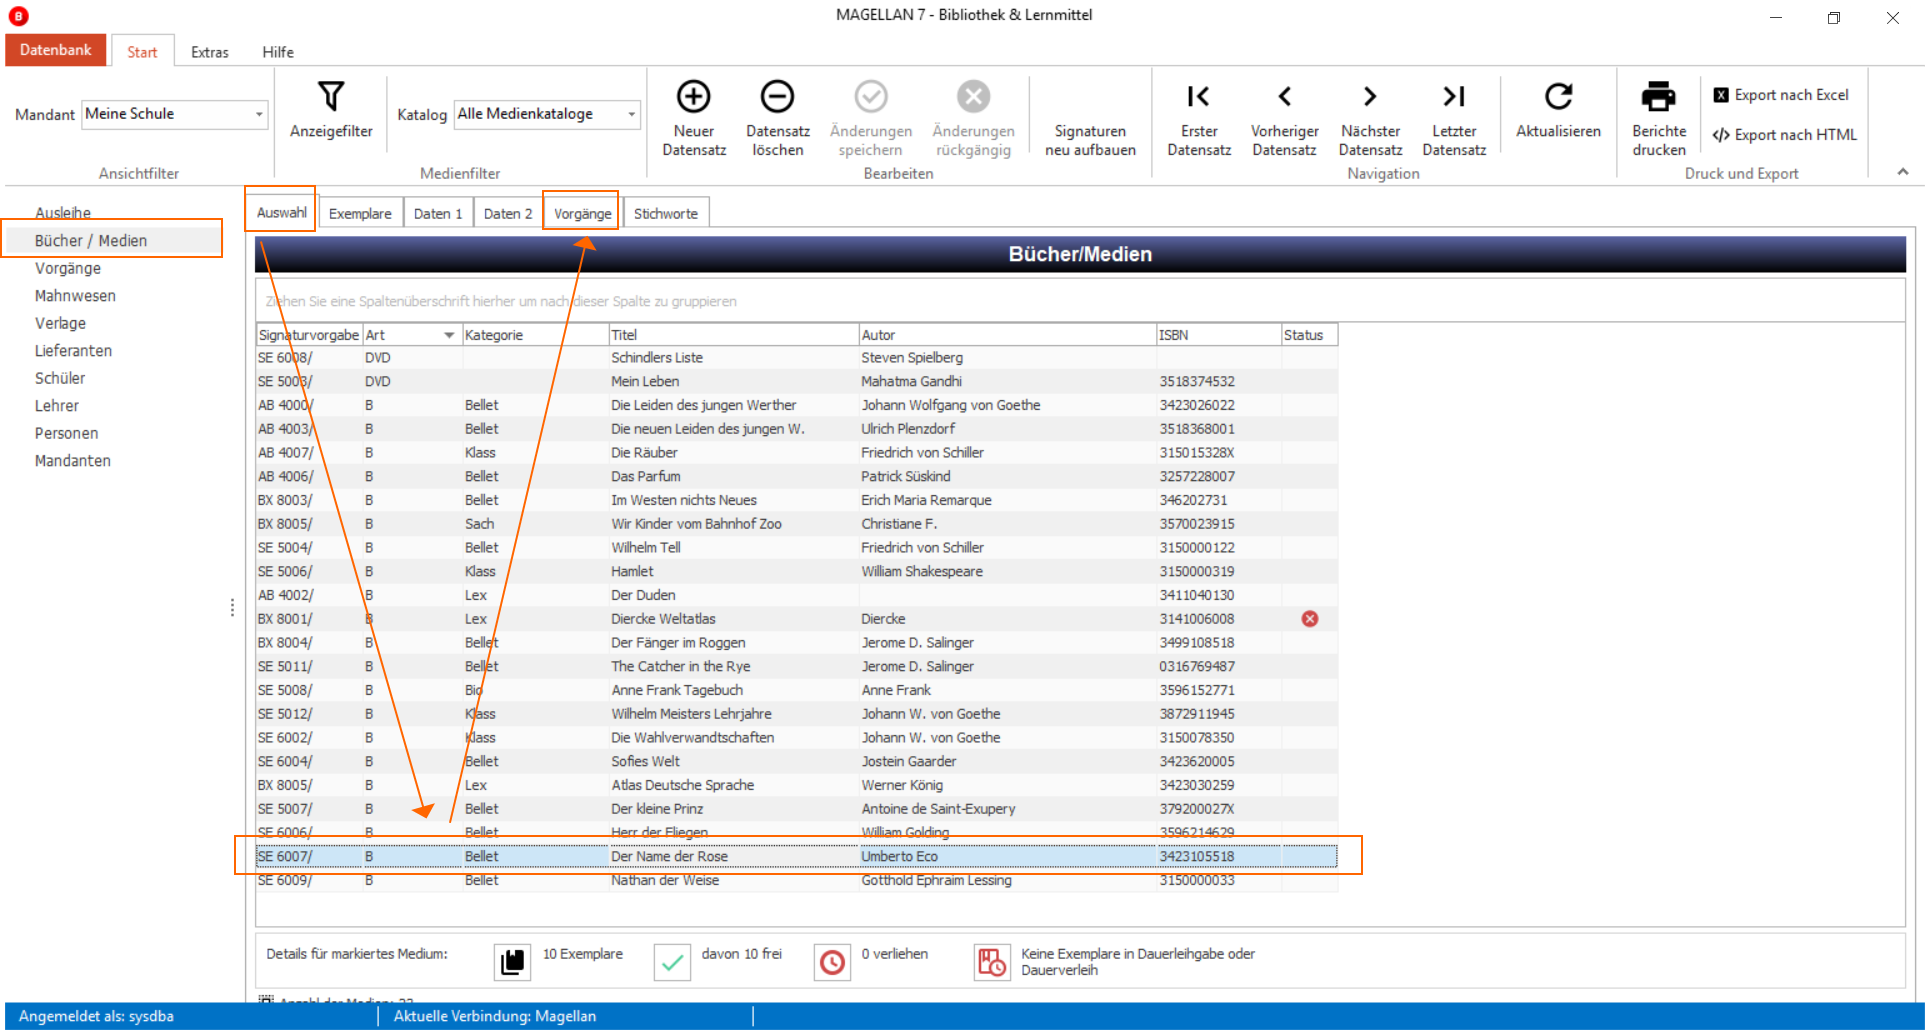 B
MAGELLAN 7 - Bibliothek & Lernmittel
Datenbank Start Extras Hilfe
Mandant Meine Schule
Ansichtfilter
Anzeigefilter
Katalog Alle Medienkataloge
Medienfilter
Neuer Datensatz
Datensatz löschen
Änderungen speichern
Änderungen rückgängig
Signaturen neu aufbauen
Bearbeiten
Erster Datensatz
Vorheriger Datensatz
Nächster Datensatz
Letzter Datensatz
Navigation
Aktualisieren
Berichte drucken
X Export nach Excel
</> Export nach HTML
Druck und Export
Ausleihe
Bücher / Medien
Vorgänge
Mahnwesen
Verlage
Lieferanten
Schüler
Lehrer
Personen
Mandanten
Auswahl Exemplare Daten 1 Daten 2 Vorgänge Stichworte
Bücher/Medien
Ziehen Sie eine Spaltenüberschrift hierher um nach dieser Spalte zu gruppieren
Signaturvorgabe Art Kategorie Titel Autor ISBN Status
SE 6008/ DVD Schindlers Liste Steven Spielberg
SE 5003/ DVD Mein Leben Mahatma Gandhi 3518374532
AB 4000/ B Bellet Die Leiden des jungen Werther Johann Wolfgang von Goethe 3423026022
AB 4003/ B Bellet Die neuen Leiden des jungen W. Ulrich Plenzdorf 3518368001
AB 4007/ B Klass Die Räuber Friedrich von Schiller 315015328X
AB 4006/ B Bellet Das Parfum Patrick Süskind 3257228007
BX 8003/ B Bellet Im Westen nichts Neues Erich Maria Remarque 346202731
BX 8005/ B Sach Wir Kinder vom Bahnhof Zoo Christiane F. 3570023915
SE 5004/ B Bellet Wilhelm Tell Friedrich von Schiller 3150000122
SE 5006/ B Klass Hamlet William Shakespeare 3150000319
AB 4002/ B Lex Der Duden 3411040130
BX 8001/ B Lex Diercke Weltatlas Diercke 3141006008
BX 8004/ B Bellet Der Fänger im Roggen Jerome D. Salinger 3499108518
SE 5011/ B Bellet The Catcher in the Rye Jerome D. Salinger 0316769487
SE 5008/ B Bio Anne Frank Tagebuch Anne Frank 3596152771
SE 5012/ B Klass Wilhelm Meisters Lehrjahre Johann W. von Goethe 3872911945
SE 6002/ B Klass Die Wahlverwandtschaften Johann W. von Goethe 3150078350
SE 6004/ B Bellet Sofies Welt Jostein Gaarder 3423620005
BX 8005/ B Lex Atlas Deutsche Sprache Werner König 3423030259
SE 5007/ B Bellet Der kleine Prinz Antoine de Saint-Exupery 379200027X
SE 6006/ B Bellet Herr der Fliegen William Golding 3596214629
SE 6007/ B Bellet Der Name der Rose Umberto Eco 3423105518
SE 6009/ B Bellet Nathan der Weise Gotthold Ephraim Lessing 3150000033
Details für markiertes Medium: 10 Exemplare davon 10 frei 0 verliehen Keine Exemplare in Dauerleihgabe oder
Dauerverleih
Anzahl der Medien: 23
Angemeldet als: sysdba Aktuelle Verbindung: Magellan